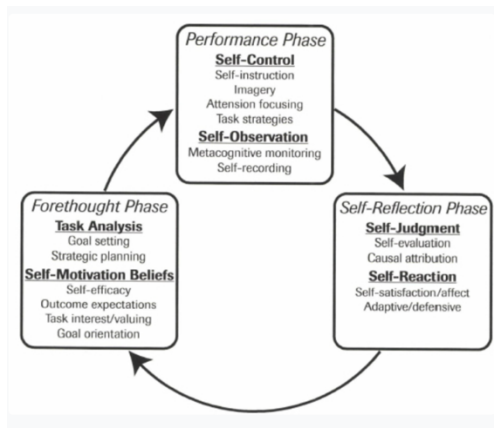 Performance Phase
Self-Control
Self-instruction
Imagery
Attension focusing
Task strategies
Self-Observation
Metacognitive monitoring
Self-recording
Forethought Phase
Task Analysis
Goal setting
Strategic planning
Self-Motivation Beliefs
Self-efficacy
Outcome expectations
Task interest/valuing
Goal orientation
Self-Reflection Phase
Self-Judgment
Self-evaluation
Causal attribution
Self-Reaction
Self-satisfaction/affect
Adaptive/defensive